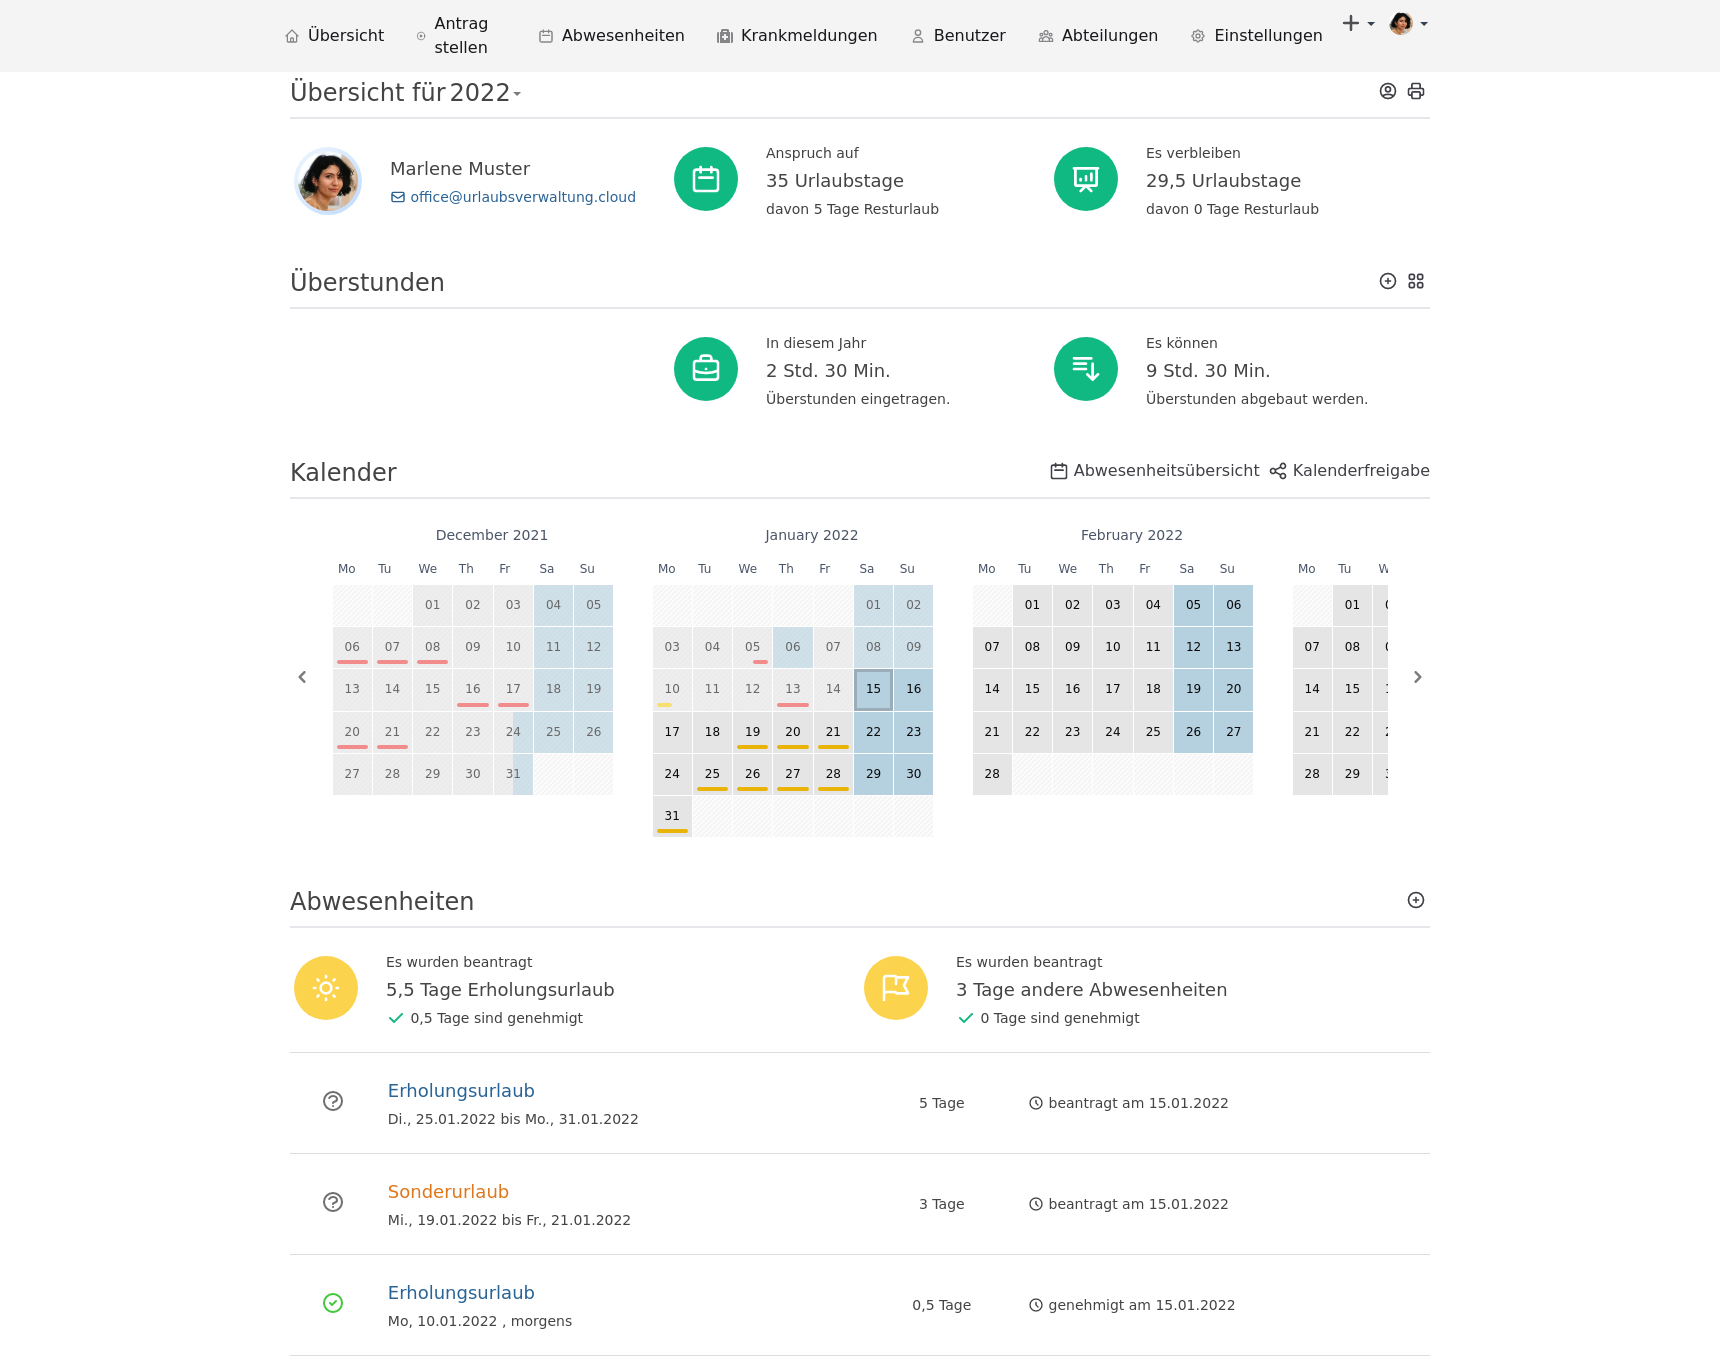 Übersicht
Antrag stellen
Abwesenheiten
Krankmeldungen
Benutzer
Abteilungen
Einstellungen
Übersicht für 2022
Marlene Muster
office@urlaubsverwaltung.cloud
Anspruch auf
35 Urlaubstage
davon 5 Tage Resturlaub
Es verbleiben
29,5 Urlaubstage
davon 0 Tage Resturlaub
Überstunden
In diesem Jahr
2 Std. 30 Min.
Überstunden eingetragen.
Es können
9 Std. 30 Min.
Überstunden abgebaut werden.
Kalender
Abwesenheitsübersicht
Kalenderfreigabe
December 2021
Mo Tu We Th Fr Sa Su
01 02 03 04 05
06 07 08 09 10 11 12
13 14 15 16 17 18 19
20 21 22 23 24 25 26
27 28 29 30 31
January 2022
Mo Tu We Th Fr Sa Su
01 02
03 04 05 06 07 08 09
10 11 12 13 14 15 16
17 18 19 20 21 22 23
24 25 26 27 28 29 30
31
February 2022
Mo Tu We Th Fr Sa Su
01 02 03 04 05 06
07 08 09 10 11 12 13
14 15 16 17 18 19 20
21 22 23 24 25 26 27
28
Mo Tu
01
07 08
14 15
21 22
28 29
Abwesenheiten
Es wurden beantragt
5,5 Tage Erholungsurlaub
0,5 Tage sind genehmigt
Es wurden beantragt
3 Tage andere Abwesenheiten
0 Tage sind genehmigt
Erholungsurlaub
Di., 25.01.2022 bis Mo., 31.01.2022
5 Tage
beantragt am 15.01.2022
Sonderurlaub
Mi., 19.01.2022 bis Fr., 21.01.2022
3 Tage
beantragt am 15.01.2022
Erholungsurlaub
Mo, 10.01.2022 , morgens
0,5 Tage
genehmigt am 15.01.2022